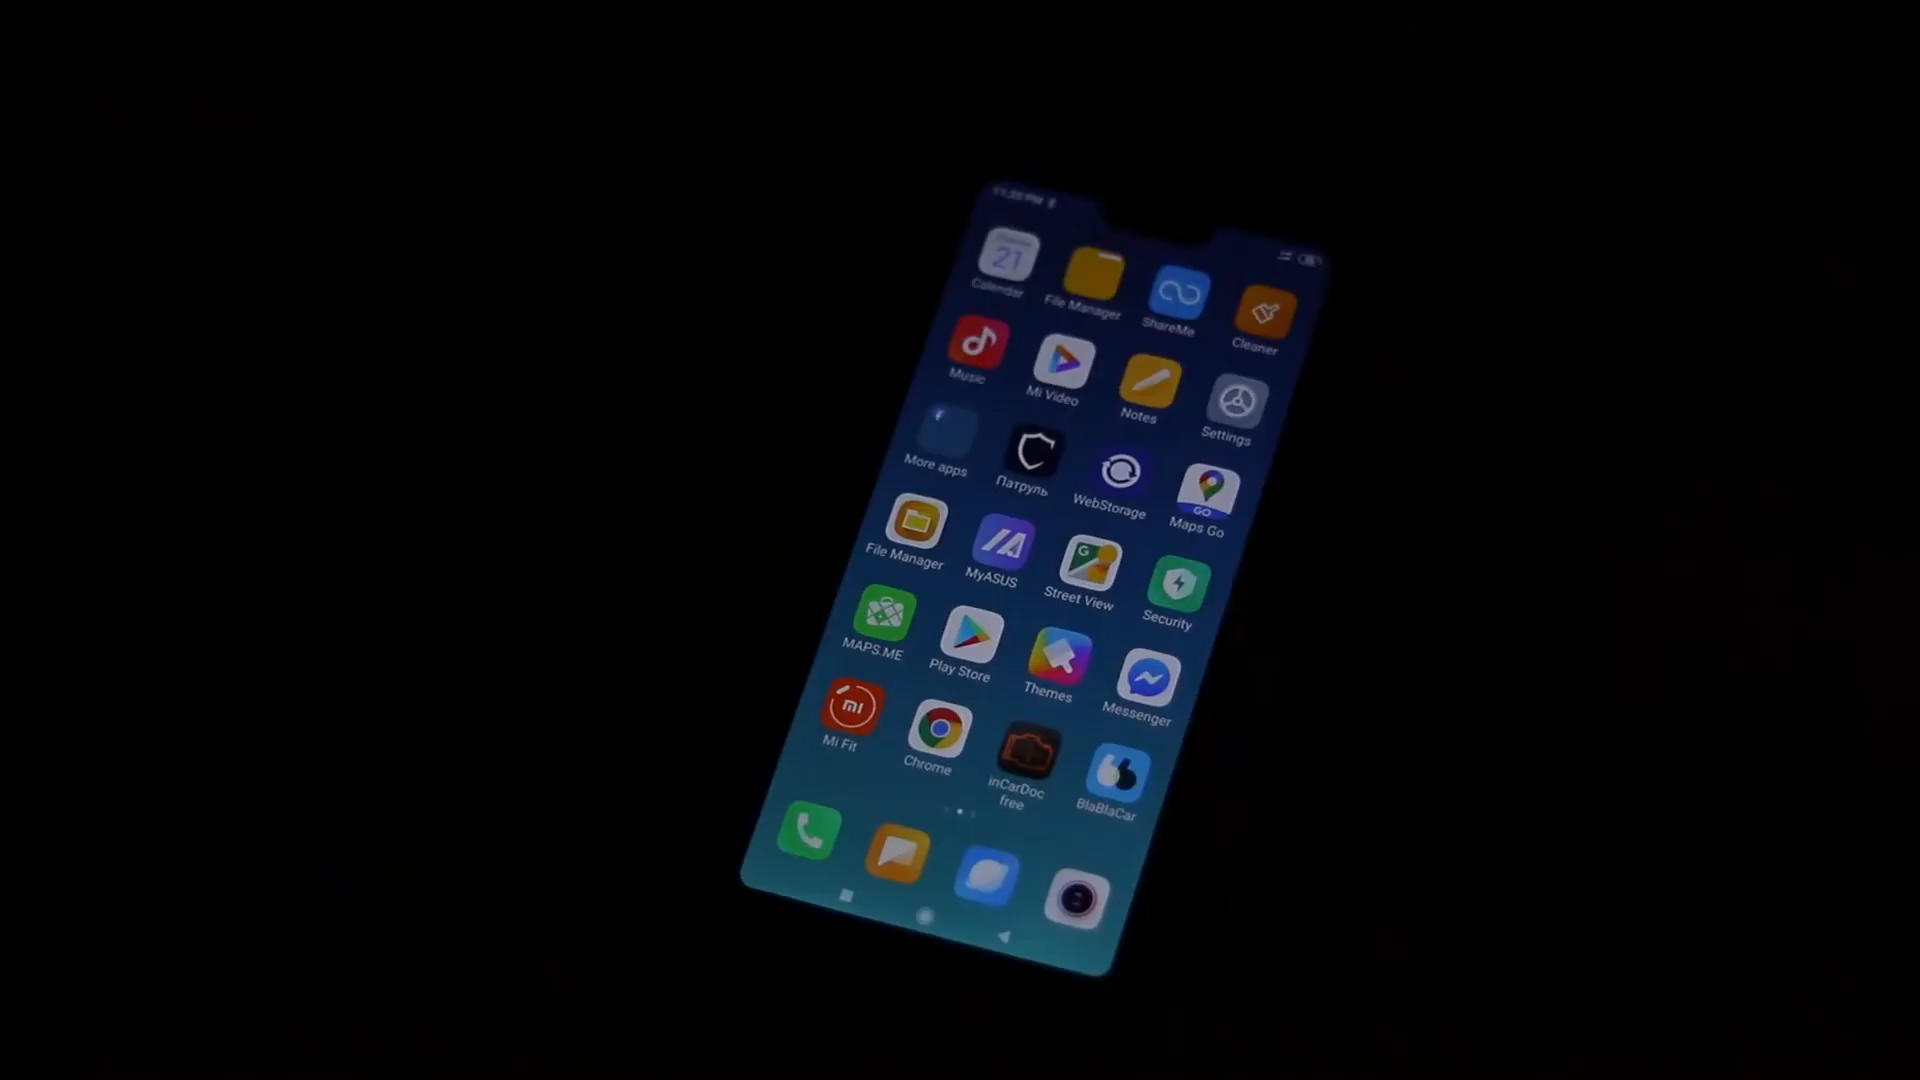 21
Calendar
File Manager
ShareMe
Cleaner
Music
Mi Video
Notes
Settings
More apps
Патруль
WebStorage
GO
Maps Go
File Manager
MyASUS
G
Street View
Security
MAPS.ME
Play Store
Themes
Messenger
mi
Mi Fit
Chrome
inCarDoc
free
BlaBlaCar